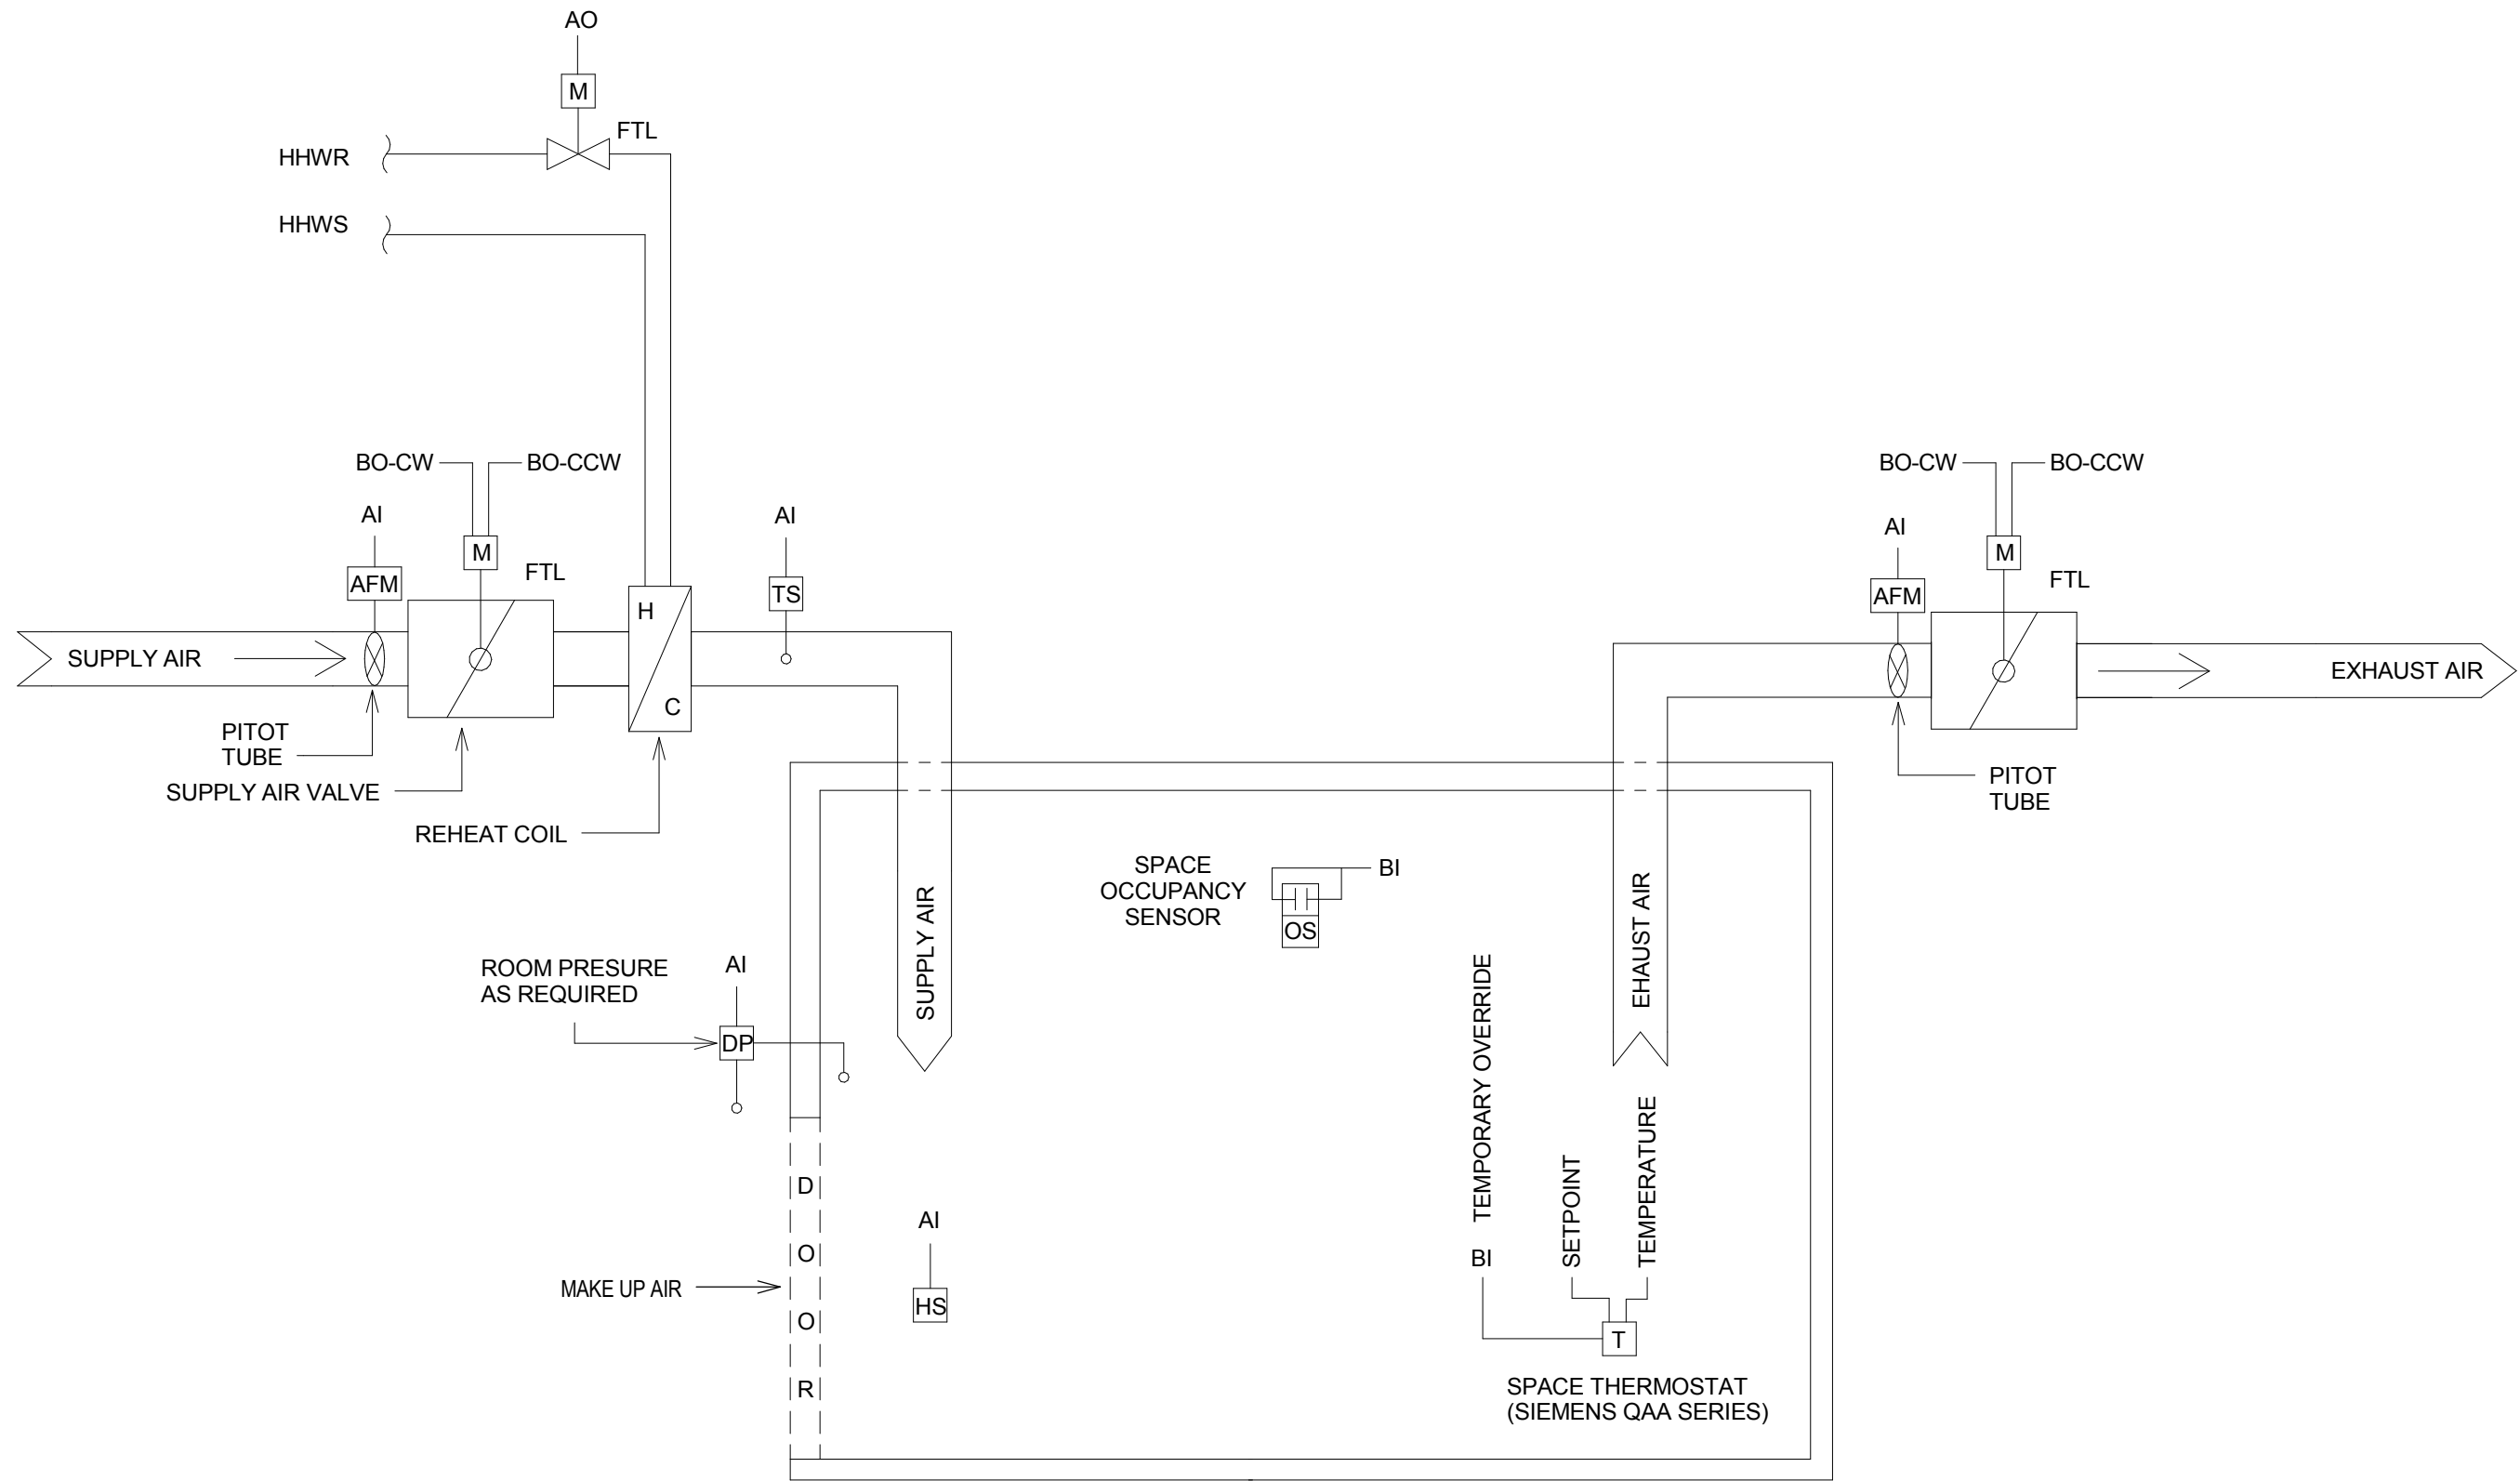 AO
M
FTL
HHWR
HHWS
BO-CW
BO-CCW
BO-CW
BO-CCW
AI
AI
AI
M
M
AFM
FTL
TS
AFM
FTL
H
C
SUPPLY AIR
EXHAUST AIR
PITOT
TUBE
SUPPLY AIR VALVE
REHEAT COIL
PITOT
TUBE
SPACE
OCCUPANCY
SENSOR
BI
OS
SUPPLY AIR
EHAUST AIR
ROOM PRESURE
AS REQUIRED
AI
DP
TEMPORARY OVERRIDE
SETPOINT
TEMPERATURE
D
O
O
R
AI
HS
MAKE UP AIR
BI
T
SPACE THERMOSTAT
(SIEMENS QAA SERIES)